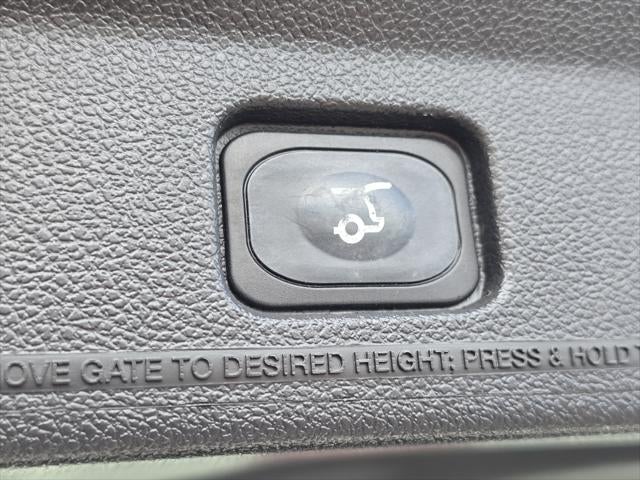 OVE GATE TO DESIRED HEIGHT; PRESS & HOLD T